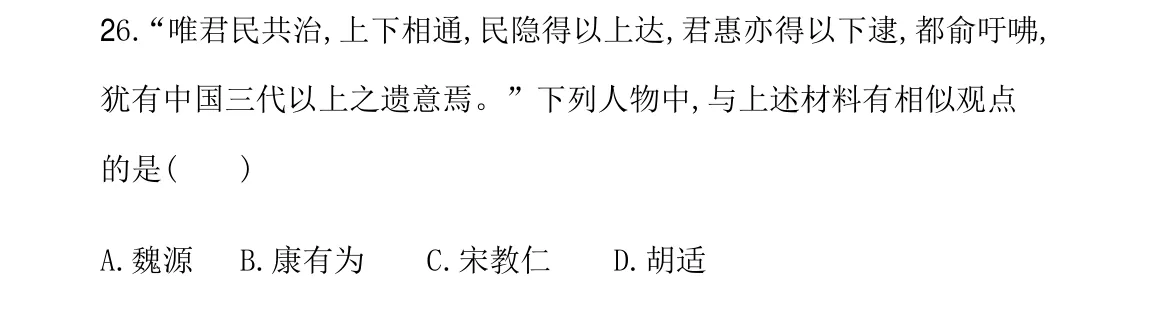 26.“唯君民共治,上下相通,民隐得以上达,君惠亦得以下逮,都俞吁咈,
犹有中国三代以上之遗意焉。”下列人物中,与上述材料有相似观点
的是(　　)
A.魏源　B.康有为　　C.宋教仁　　D.胡适